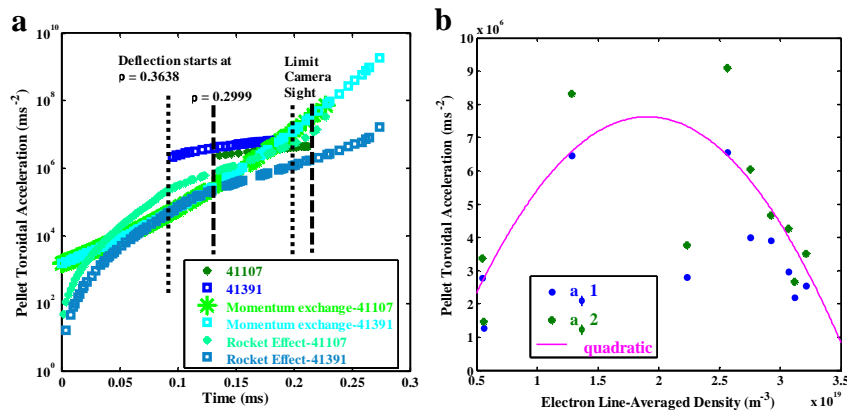 a
10^10
10^8
10^6
10^4
10^2
10^0
Pellet Toroidal Acceleration (ms^-2)
Deflection starts at
ρ = 0.3638
ρ = 0.2999
Limit
Camera
Sight
41107
41391
Momentum exchange-41107
Momentum exchange-41391
Rocket Effect-41107
Rocket Effect-41391
0 0.05 0.1 0.15 0.2 0.25 0.3
Time (ms)
b
x 10^6
10
9
8
7
6
5
4
3
2
1
0
Pellet Toroidal Acceleration (ms^-2)
a_ϕ1
a_ϕ2
quadratic
0.5 1 1.5 2 2.5 3 3.5
Electron Line-Averaged Density (m^-3)
x 10^19